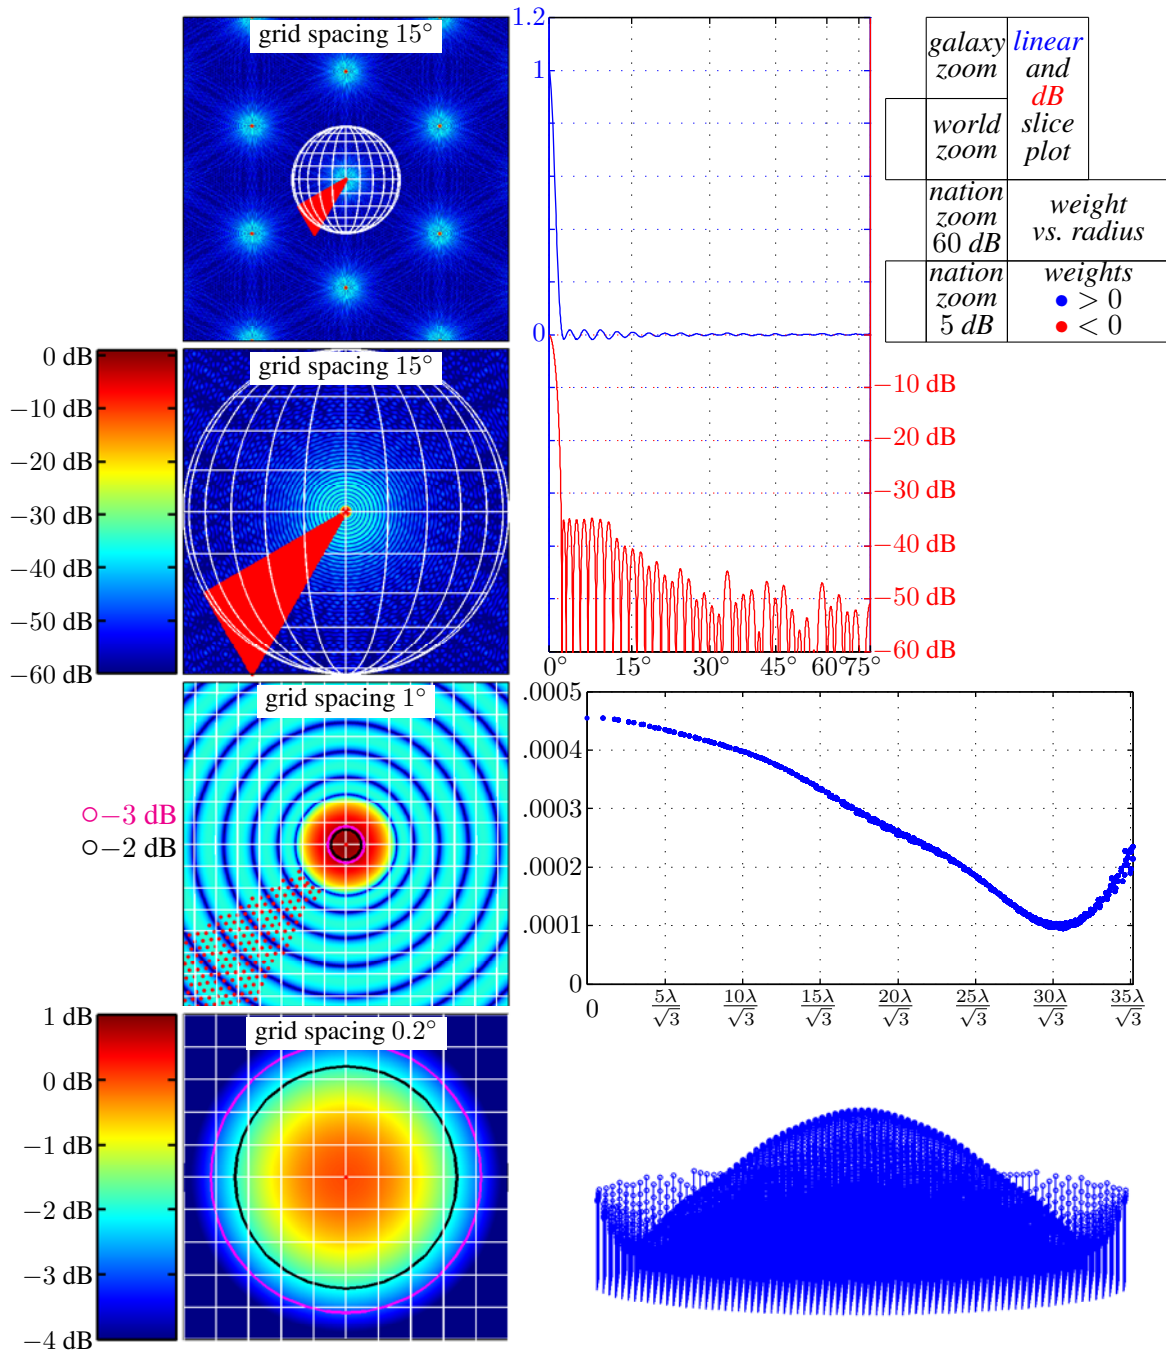 grid spacing 15°
1.2
1
0
−10 dB
−20 dB
−30 dB
−40 dB
−50 dB
−60 dB
0° 15° 30° 45° 60° 75°
galaxy zoom
linear and dB slice plot
world zoom
nation zoom 60 dB
weight vs. radius
nation zoom 5 dB
weights
> 0
< 0
grid spacing 15°
0 dB
−10 dB
−20 dB
−30 dB
−40 dB
−50 dB
−60 dB
grid spacing 1°
−3 dB
−2 dB
.0005
.0004
.0003
.0002
.0001
0
0 5λ/√3 10λ/√3 15λ/√3 20λ/√3 25λ/√3 30λ/√3 35λ/√3
grid spacing 0.2°
1 dB
0 dB
−1 dB
−2 dB
−3 dB
−4 dB